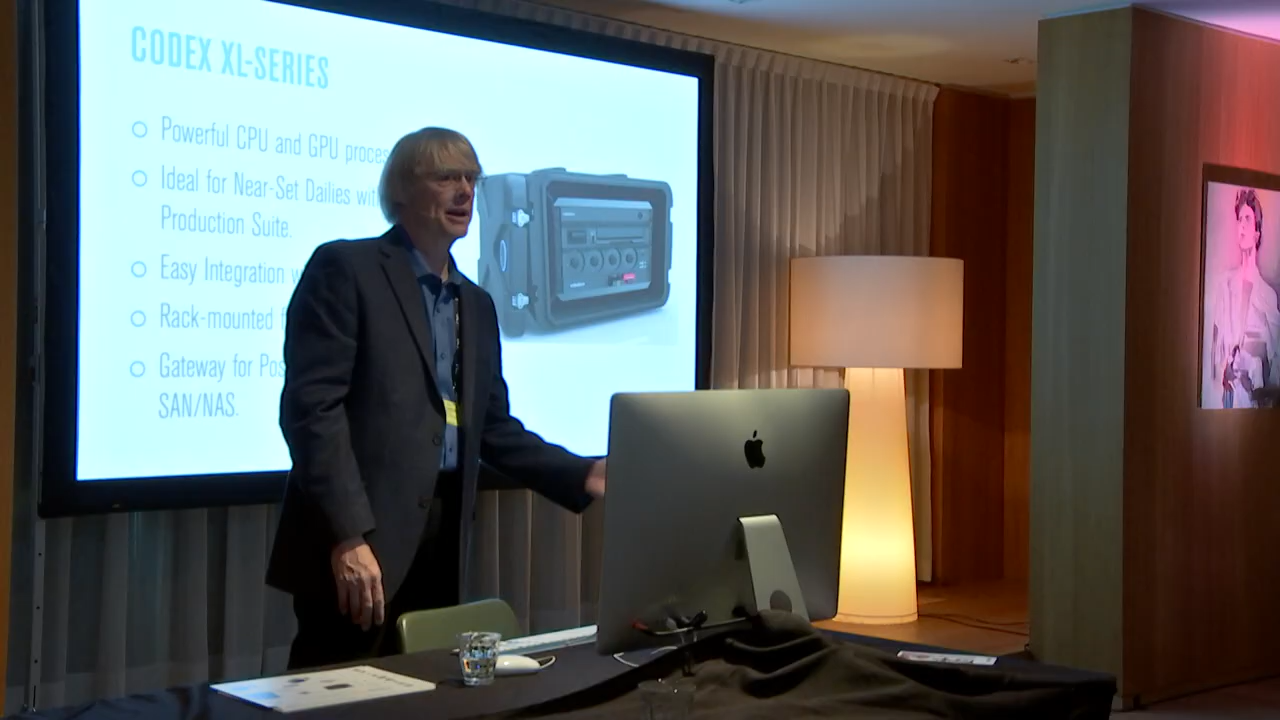 CODEX XL-SERIES
Powerful CPU and GPU proces
Ideal for Near-Set Dailies with
Production Suite.
Easy Integration w
Rack-mounted f
Gateway for Pos
SAN/NAS.